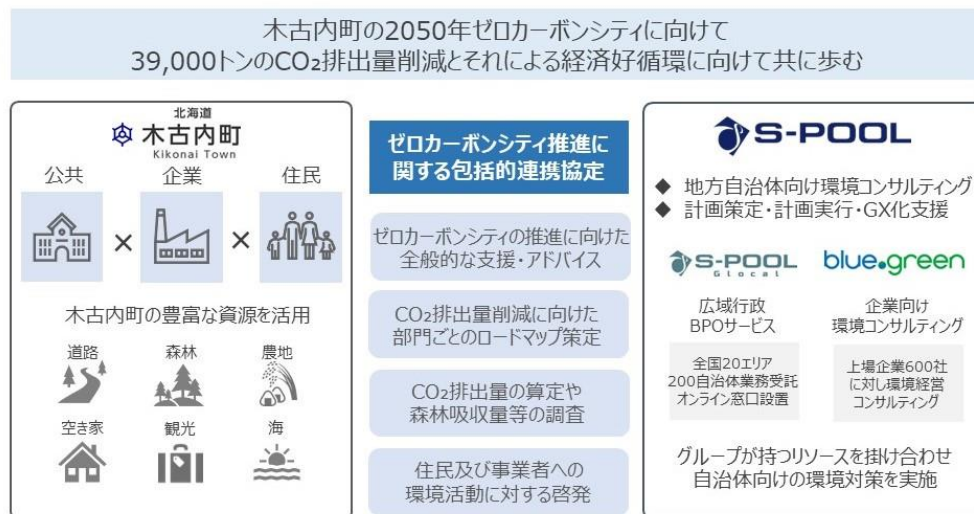 木古内町の2050年ゼロカーボンシティに向けて
39,000トンのCO₂排出量削減とそれによる経済好循環に向けて共に歩む
北海道
木古内町
Kikonai Town
公共
企業
住民
×
×
木古内町の豊富な資源を活用
道路
森林
農地
空き家
観光
海
ゼロカーボンシティ推進に
関する包括的連携協定
ゼロカーボンシティの推進に向けた
全般的な支援・アドバイス
CO₂排出量削減に向けた
部門ごとのロードマップ策定
CO₂排出量の算定や
森林吸収量等の調査
住民及び事業者への
環境活動に対する啓発
S-POOL
◆ 地方自治体向け環境コンサルティング
◆ 計画策定・計画実行・GX化支援
S-POOL
Glocal
広域行政
BPOサービス
全国20エリア
200自治体業務受託
オンライン窓口設置
blue.green
企業向け
環境コンサルティング
上場企業600社
に対し環境経営
コンサルティング
グループが持つリソースを掛け合わせ
自治体向けの環境対策を実施